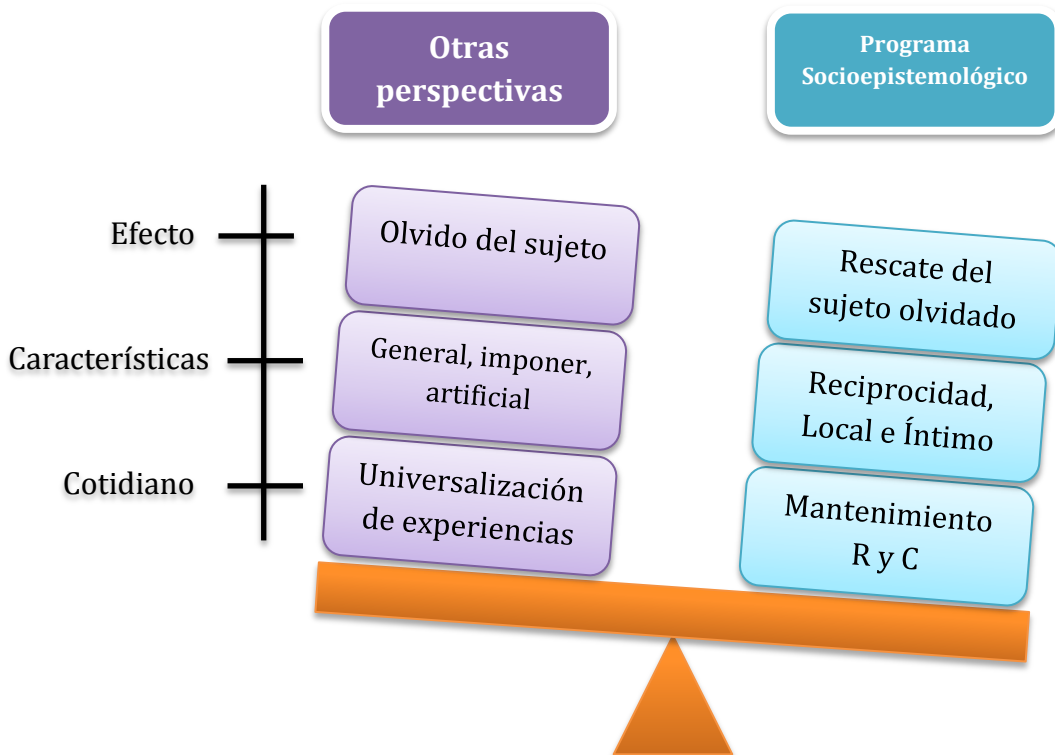 Otras
perspectivas
Programa
Socioepistemológico
Efecto
Olvido del sujeto
Rescate del
sujeto olvidado
Característificas
General, imponer,
artificial
Reciprocidad,
Local e Íntimo
Cotidiano
Universalización
de experiencias
Mantenimiento
R y C